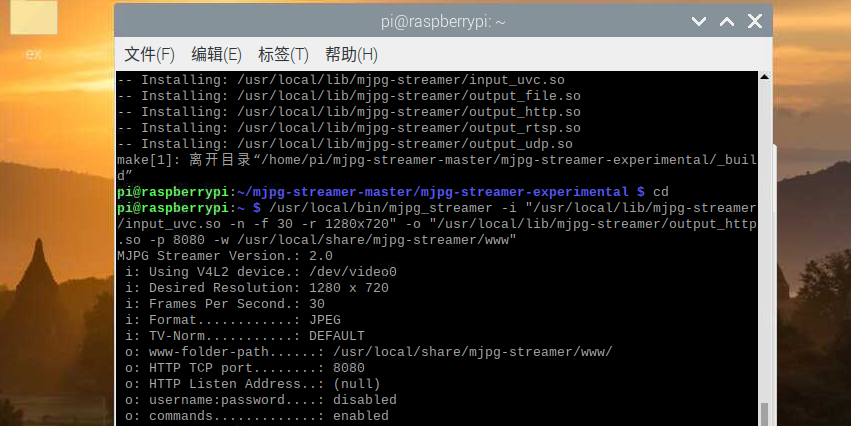 pi@raspberrypi: ~
ex
文件(F) 编辑(E) 标签(T) 帮助(H)
-- Installing: /usr/local/lib/mjpg-streamer/input_uvc.so
-- Installing: /usr/local/lib/mjpg-streamer/output_file.so
-- Installing: /usr/local/lib/mjpg-streamer/output_http.so
-- Installing: /usr/local/lib/mjpg-streamer/output_rtsp.so
-- Installing: /usr/local/lib/mjpg-streamer/output_udp.so
make[1]: 离开目录“/home/pi/mjpg-streamer-master/mjpg-streamer-experimental/_buil
d”
pi@raspberrypi:~/mjpg-streamer-master/mjpg-streamer-experimental $ cd
pi@raspberrypi:~ $ /usr/local/bin/mjpg_streamer -i "/usr/local/lib/mjpg-streamer
/input_uvc.so -n -f 30 -r 1280x720" -o "/usr/local/lib/mjpg-streamer/output_http
.so -p 8080 -w /usr/local/share/mjpg-streamer/www"
MJPG Streamer Version.: 2.0
i: Using V4L2 device.: /dev/video0
i: Desired Resolution: 1280 x 720
i: Frames Per Second.: 30
i: Format............: JPEG
i: TV-Norm...........: DEFAULT
o: www-folder-path......: /usr/local/share/mjpg-streamer/www/
o: HTTP TCP port........: 8080
o: HTTP Listen Address..: (null)
o: username:password....: disabled
o: commands.............: enabled